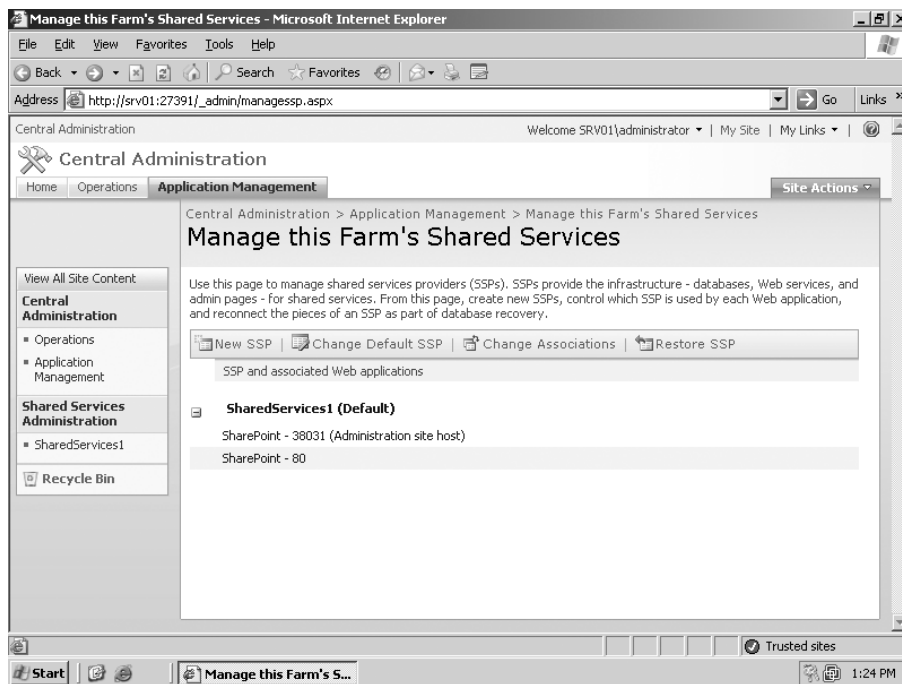 Manage this Farm's Shared Services - Microsoft Internet Explorer
File Edit View Favorites Tools Help
Back Search Favorites
Address http://srv01:27391/_admin/managessp.aspx Go Links »
Central Administration Welcome SRV01\administrator | My Site | My Links |
Central Administration
Home Operations Application Management Site Actions
Central Administration > Application Management > Manage this Farm's Shared Services
Manage this Farm's Shared Services
View All Site Content
Central
Administration
Operations
Application
Management
Shared Services
Administration
SharedServices1
Recycle Bin
Use this page to manage shared services providers (SSPs). SSPs provide the infrastructure - databases, Web services, and
admin pages - for shared services. From this page, create new SSPs, control which SSP is used by each Web application,
and reconnect the pieces of an SSP as part of database recovery.
New SSP | Change Default SSP | Change Associations | Restore SSP
SSP and associated Web applications
SharedServices1 (Default)
SharePoint - 38031 (Administration site host)
SharePoint - 80
Trusted sites
Start Manage this Farm's S... 1:24 PM